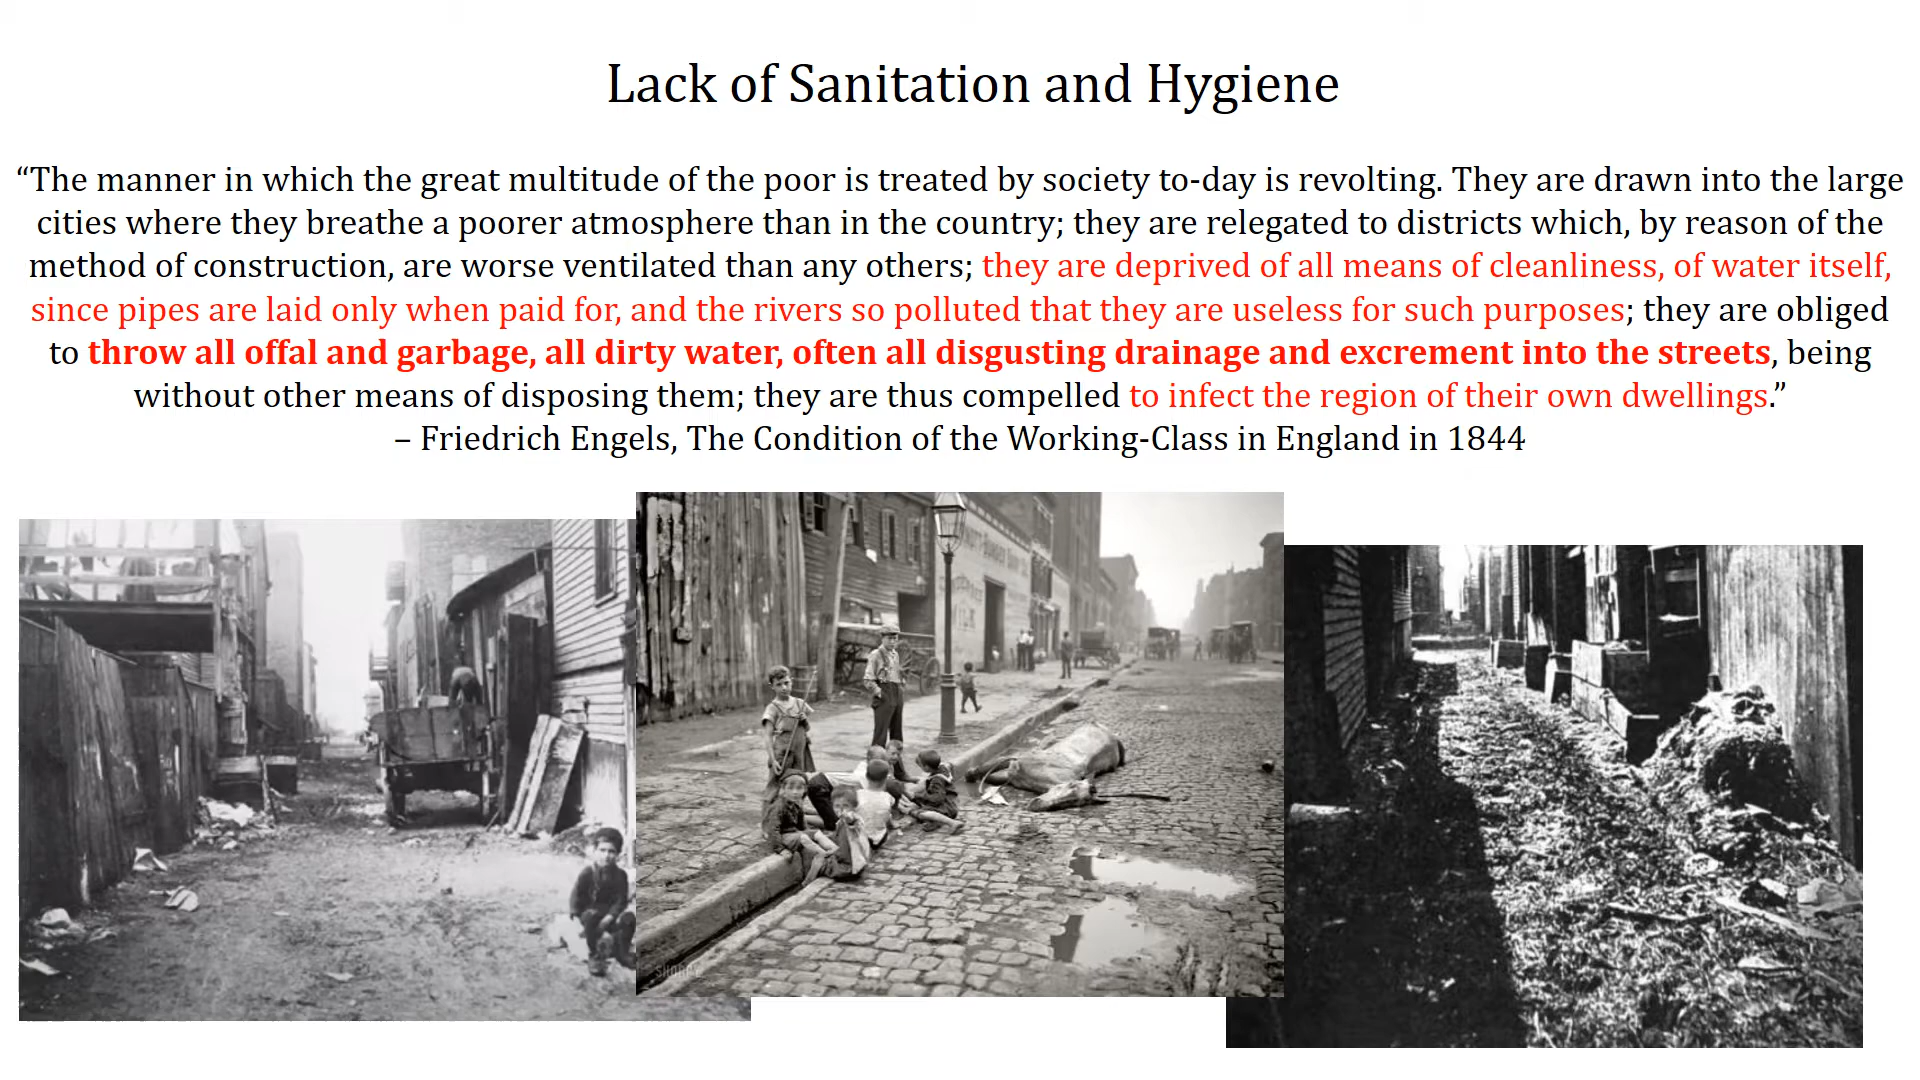 Lack of Sanitation and Hygiene
“The manner in which the great multitude of the poor is treated by society to-day is revolting. They are drawn into the large
cities where they breathe a poorer atmosphere than in the country; they are relegated to districts which, by reason of the
method of construction, are worse ventilated than any others; they are deprived of all means of cleanliness, of water itself,
since pipes are laid only when paid for, and the rivers so polluted that they are useless for such purposes; they are obliged
to throw all offal and garbage, all dirty water, often all disgusting drainage and excrement into the streets, being
without other means of disposing them; they are thus compelled to infect the region of their own dwellings.”
– Friedrich Engels, The Condition of the Working-Class in England in 1844
SHORPY